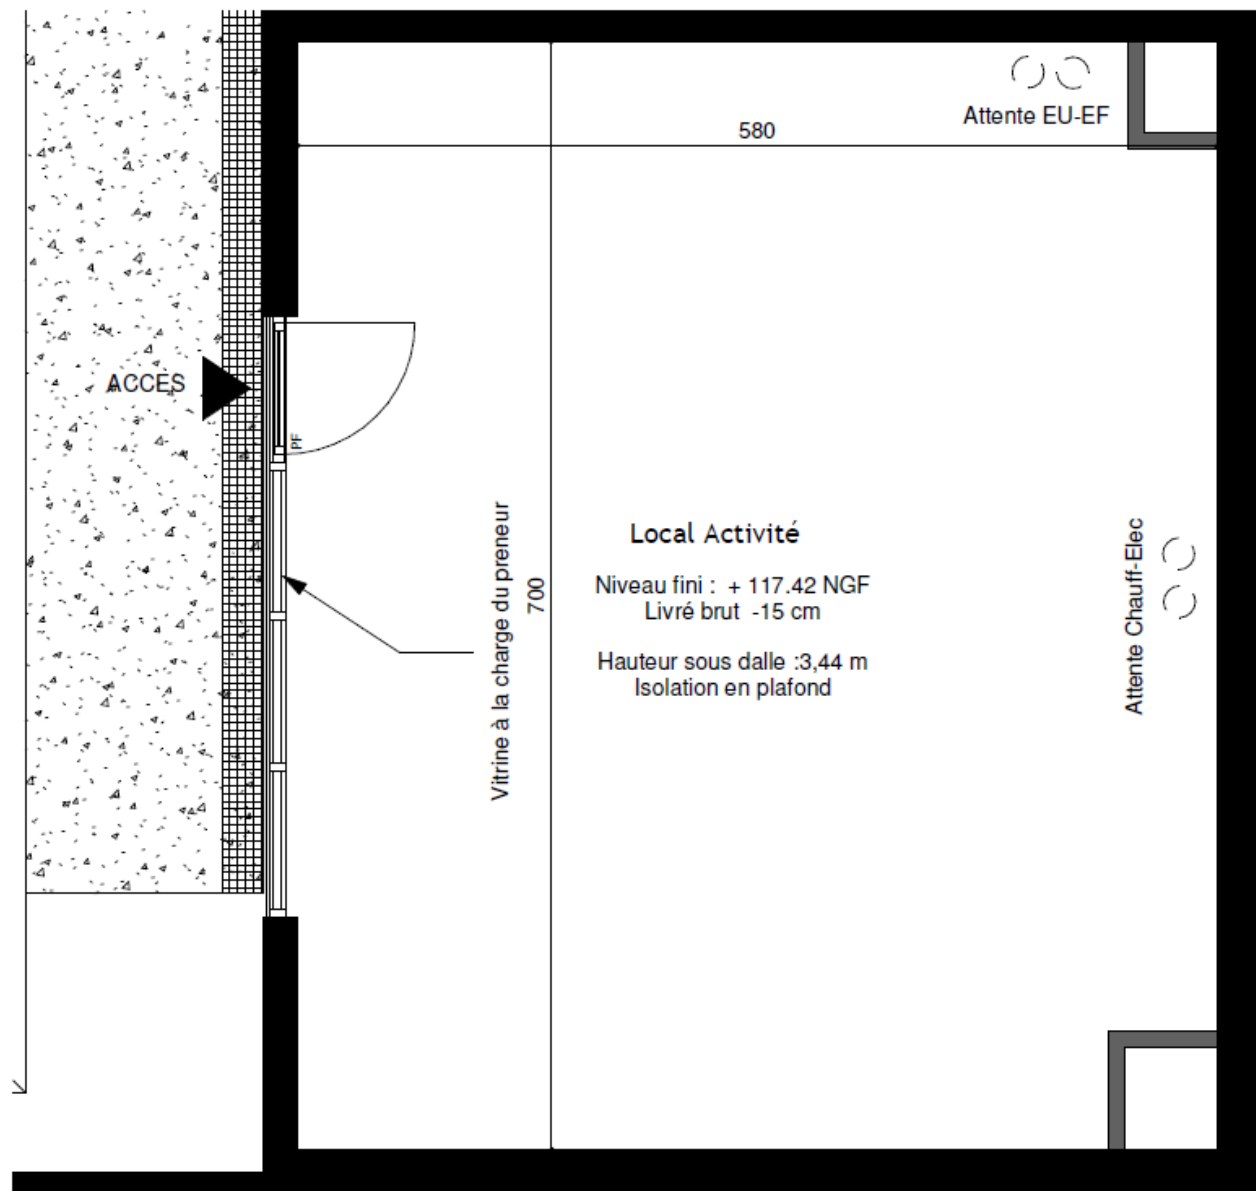 Attente EU-EF
580
ACCES
PF
Vitrine à la charge du preneur
700
Local Activité
Niveau fini : + 117.42 NGF
Livré brut -15 cm
Hauteur sous dalle :3,44 m
Isolation en plafond
Attente Chauff-Elec